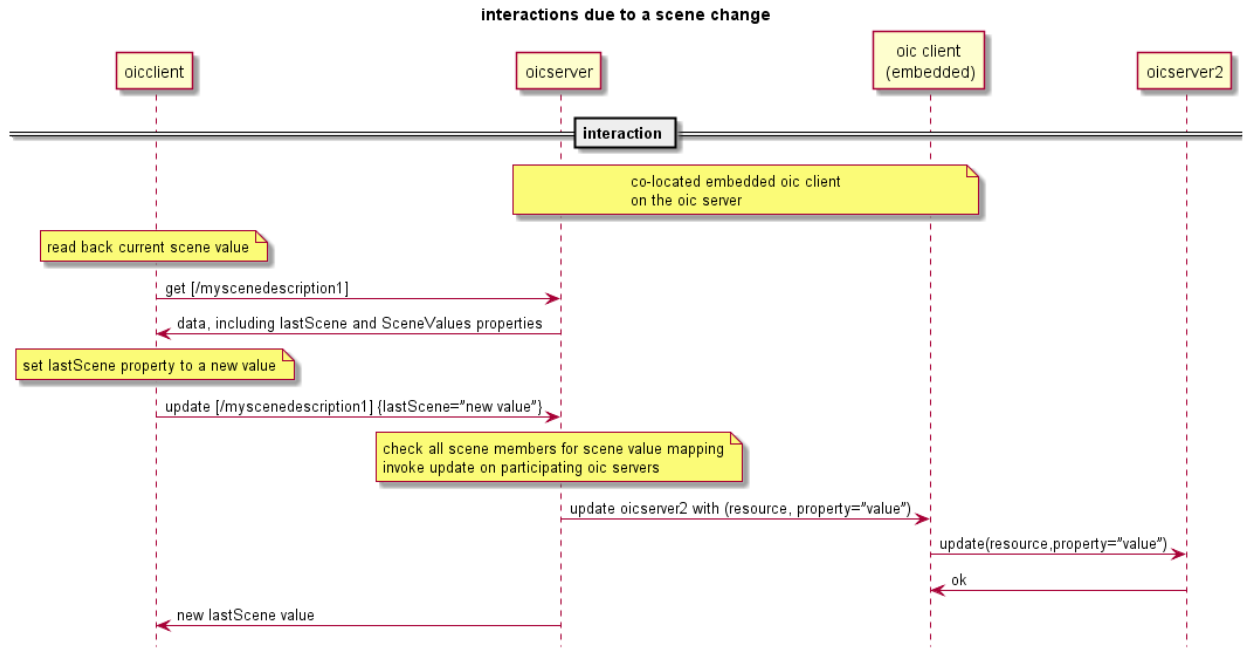 interactions due to a scene change
oicclient
oicserver
oic client
(embedded)
oicserver2
interaction
co-located embedded oic client
on the oic server
read back current scene value
get [/myscenedescription1]
data, including lastScene and SceneValues properties
set lastScene property to a new value
update [/myscenedescription1] {lastScene="new value"}
check all scene members for scene value mapping
invoke update on participating oic servers
update oicserver2 with (resource, property="value")
update(resource,property="value")
ok
new lastScene value